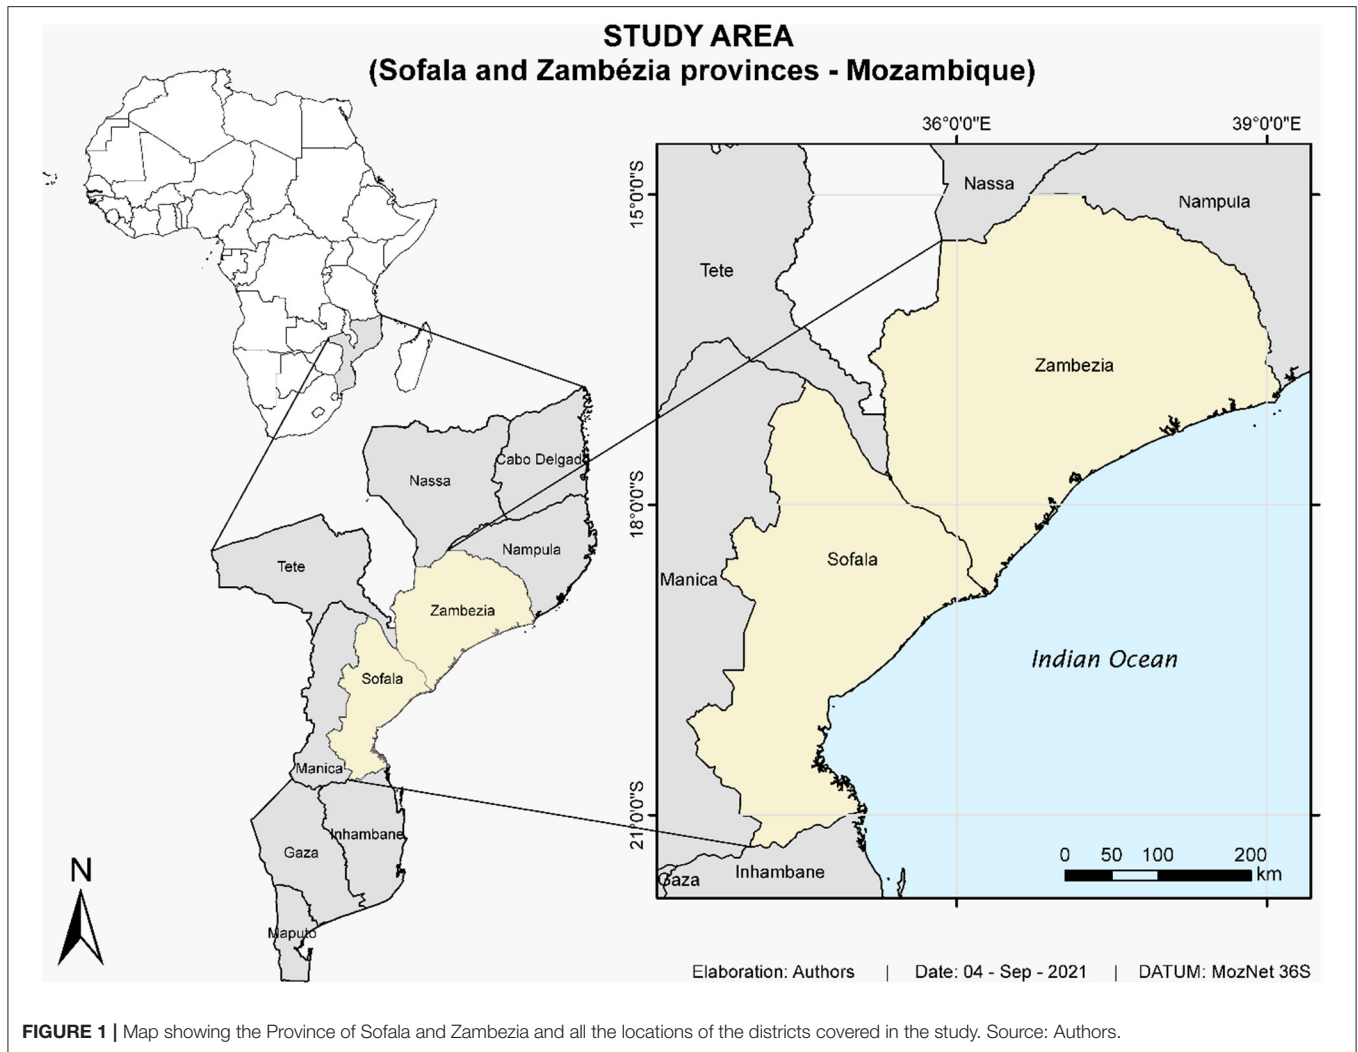 STUDY AREA
(Sofala and Zambézia provinces - Mozambique)
36°0'0"E
39°0'0"E
15°0'0"S
18°0'0"S
21°0'0"S
Nassa
Nampula
Tete
Zambezia
Sofala
Manica
Indian Ocean
Inhambane
Gaza
0 50 100 200
km
Nassa
Cabo Delgad
Nampula
Tete
Zambezia
Sofala
Manica
Inhambane
Gaza
Maputo
N
Elaboration: Authors | Date: 04 - Sep - 2021 | DATUM: MozNet 36S
FIGURE 1 | Map showing the Province of Sofala and Zambezia and all the locations of the districts covered in the study. Source: Authors.